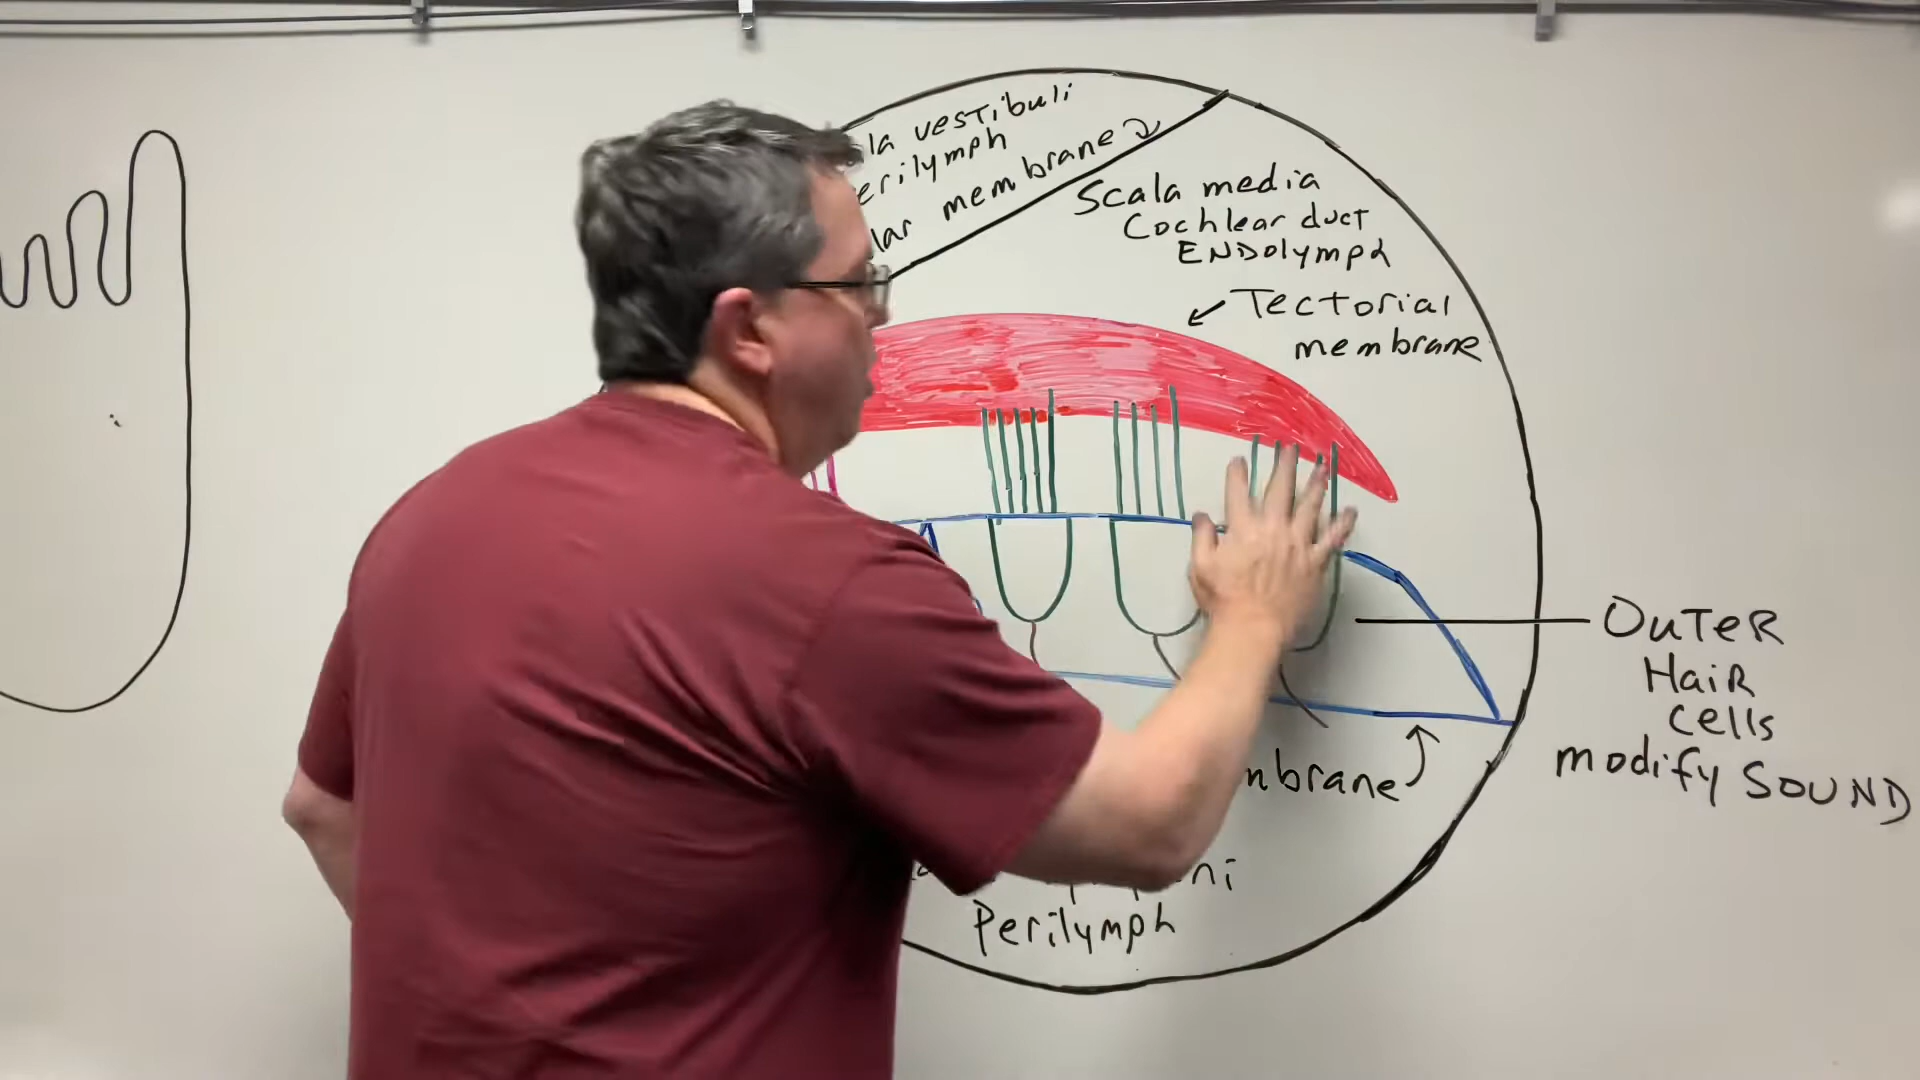 la vestibuli
erilymph
lar membrane
Scala media
Cochlear duct
ENDolymph
Tectorial
membrane
OuTeR
HaiR
cells
modify SOUND
mbrane
ni
Perilymph